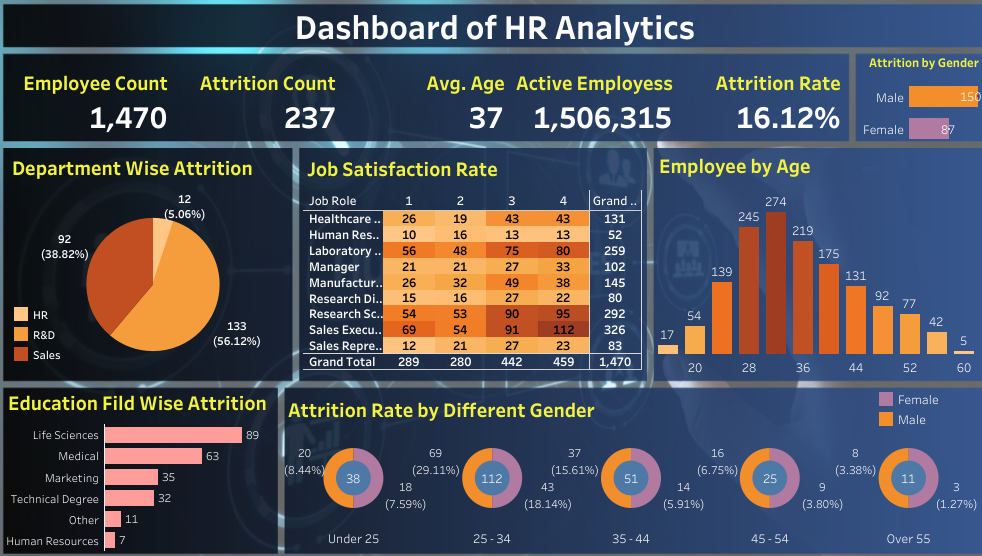 Dashboard of HR Analytics
Employee Count Attrition Count Avg. Age Active Employess Attrition Rate
1,470 237 37 1,506,315 16.12%
Attrition by Gender
Male 150
Female 87
Department Wise Attrition
12
(5.06%)
92
(38.82%)
133
(56.12%)
HR
R&D
Sales
Job Satisfaction Rate
Job Role 1 2 3 4 Grand ..
Healthcare .. 26 19 43 43 131
Human Res.. 10 16 13 13 52
Laboratory .. 56 48 75 80 259
Manager 21 21 27 33 102
Manufactur.. 26 32 49 38 145
Research Di.. 15 16 27 22 80
Research Sc.. 54 53 90 95 292
Sales Execu.. 69 54 91 112 326
Sales Repre.. 12 21 27 23 83
Grand Total 289 280 442 459 1,470
Employee by Age
17 54 139 245 274 219 175 131 92 77 42 5
20 28 36 44 52 60
Education Fild Wise Attrition
Life Sciences 89
Medical 63
Marketing 35
Technical Degree 32
Other 11
Human Resources 7
Attrition Rate by Different Gender
Female
Male
20
(8.44%)
38
18
(7.59%)
Under 25
69
(29.11%)
112
43
(18.14%)
25 - 34
37
(15.61%)
51
14
(5.91%)
35 - 44
16
(6.75%)
25
9
(3.80%)
45 - 54
8
(3.38%)
11
3
(1.27%)
Over 55